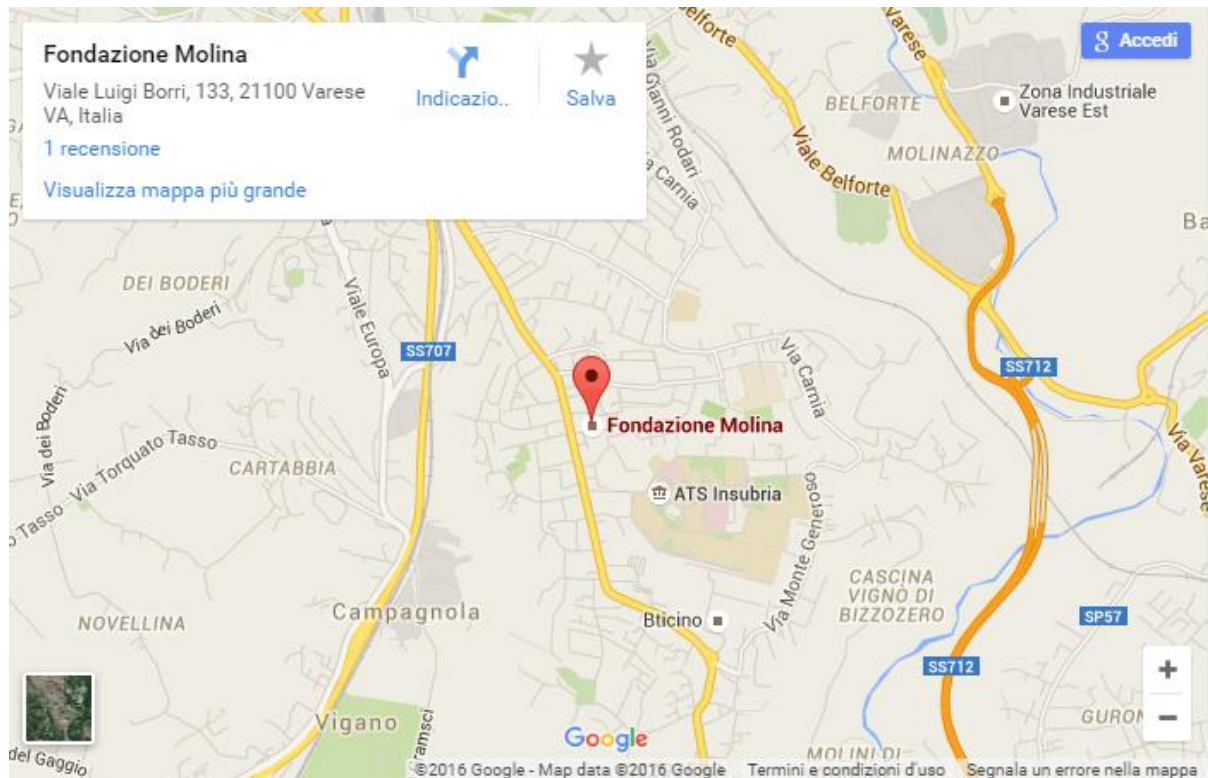 Fondazione Molina
Viale Luigi Borri, 133, 21100 Varese
VA, Italia
1 recensione
Visualizza mappa più grande
Indicazio..
Salva
Accedi
Via Gianni Rodari
Via Carnia
Belforte
Viale Belforte
Varese
BELFORTE
MOLINAZZO
Zona Industriale
Varese Est
Ba
DEI BODERI
Via dei Boderi
Viale Europa
SS707
Via dei Boderi
Via Torquato Tasso
Tasso
CARTABBIA
Fondazione Molina
Via Carnia
SS712
Via Varese
ATS Insubria
Via Monte Generoso
CASCINA
VIGNÒ DI
BIZZOZERO
NOVELLINA
Campagnola
Bticino
SP57
SS712
Vigano
ramsci
GURON
del Gaggio
Google
MOLINI DI
©2016 Google - Map data ©2016 Google
Termini e condizioni d'uso
Segnala un errore nella mappa